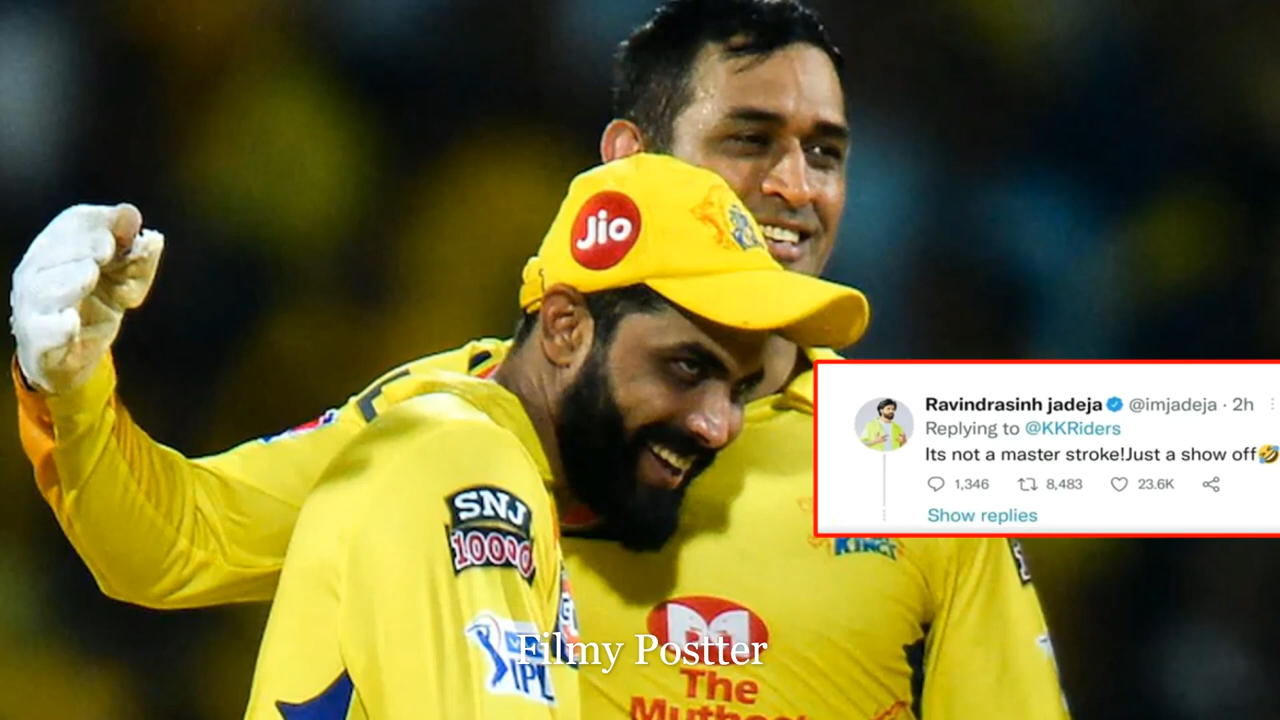 Jio
SNJ
10000
IPL
The
Ravindrasinh jadeja @imjadeja · 2h
Replying to @KKRiders
Its not a master stroke!Just a show off🤣
1,346 8,483 23.6K
Show replies
Filmy Postter